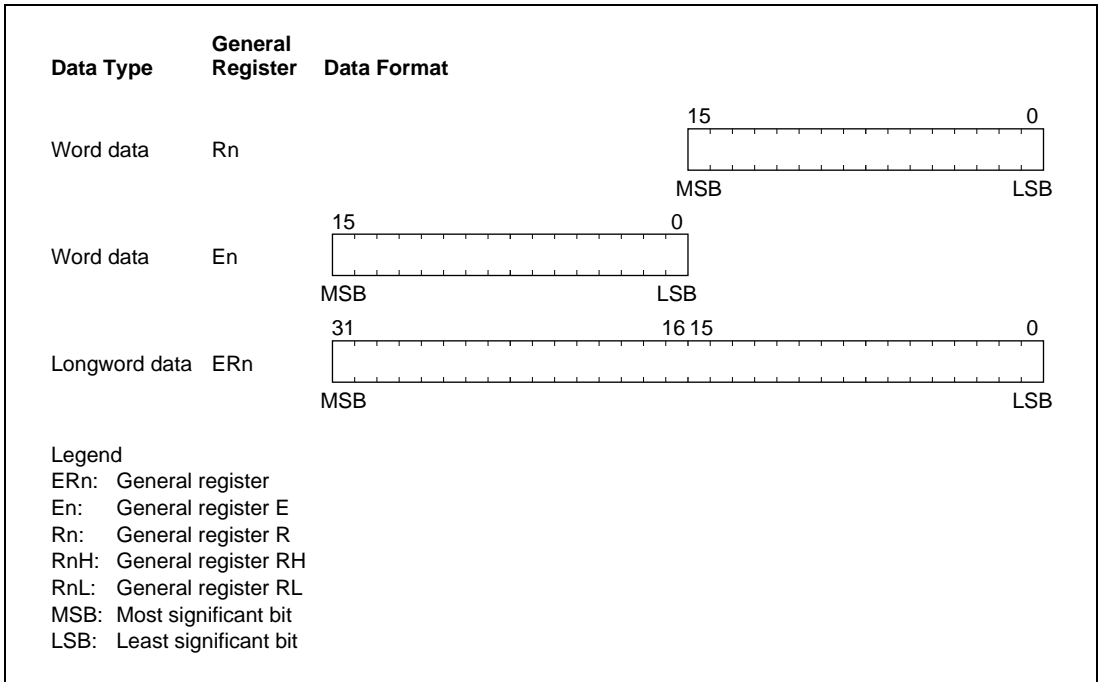 General
Data Type Register Data Format
15 0
Word data Rn
MSB LSB
15 0
Word data En
MSB LSB
31 16 15 0
Longword data ERn
MSB LSB
Legend
ERn: General register
En: General register E
Rn: General register R
RnH: General register RH
RnL: General register RL
MSB: Most significant bit
LSB: Least significant bit